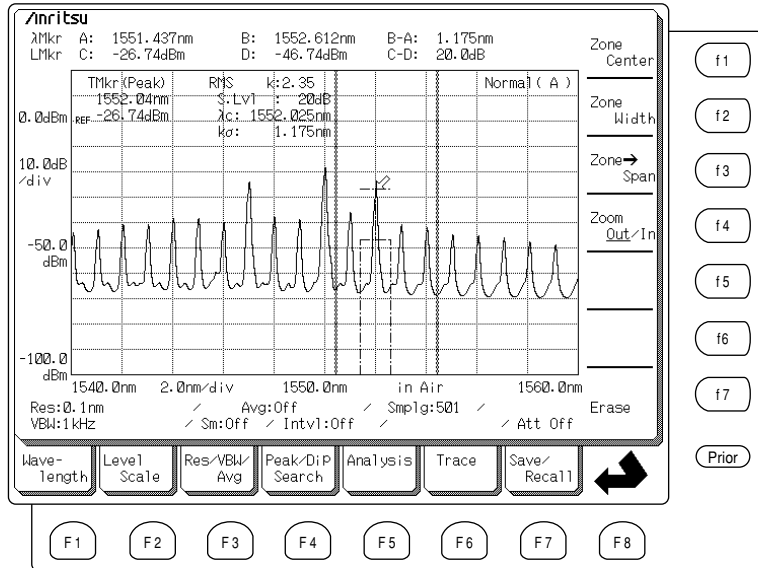 Anritsu
λMkr A: 1551.437nm B: 1552.612nm B-A: 1.175nm
LMkr C: -26.74dBm D: -46.74dBm C-D: 20.0dB
TMkr(Peak) RMS k:2.35 Normal(A)
1552.04nm S.Lvl : 20dB
0.0dBm REF -26.74dBm λc: 1552.025nm
kσ: 1.175nm
10.0dB
/div
-50.0
dBm
-100.0
dBm
1540.0nm 2.0nm/div 1550.0nm in Air 1560.0nm
Res:0.1nm / Avg:Off / Smplg:501 /
VBW:1kHz / Sm:Off / Intvl:Off / / Att Off
Zone
Center
Zone
Width
Zone→
Span
Zoom
Out/In
Erase
f1
f2
f3
f4
f5
f6
f7
Prior
Wave-
length
Level
Scale
Res/VBW/
Avg
Peak/Dip
Search
Analysis
Trace
Save/
Recall
F1 F2 F3 F4 F5 F6 F7 F8